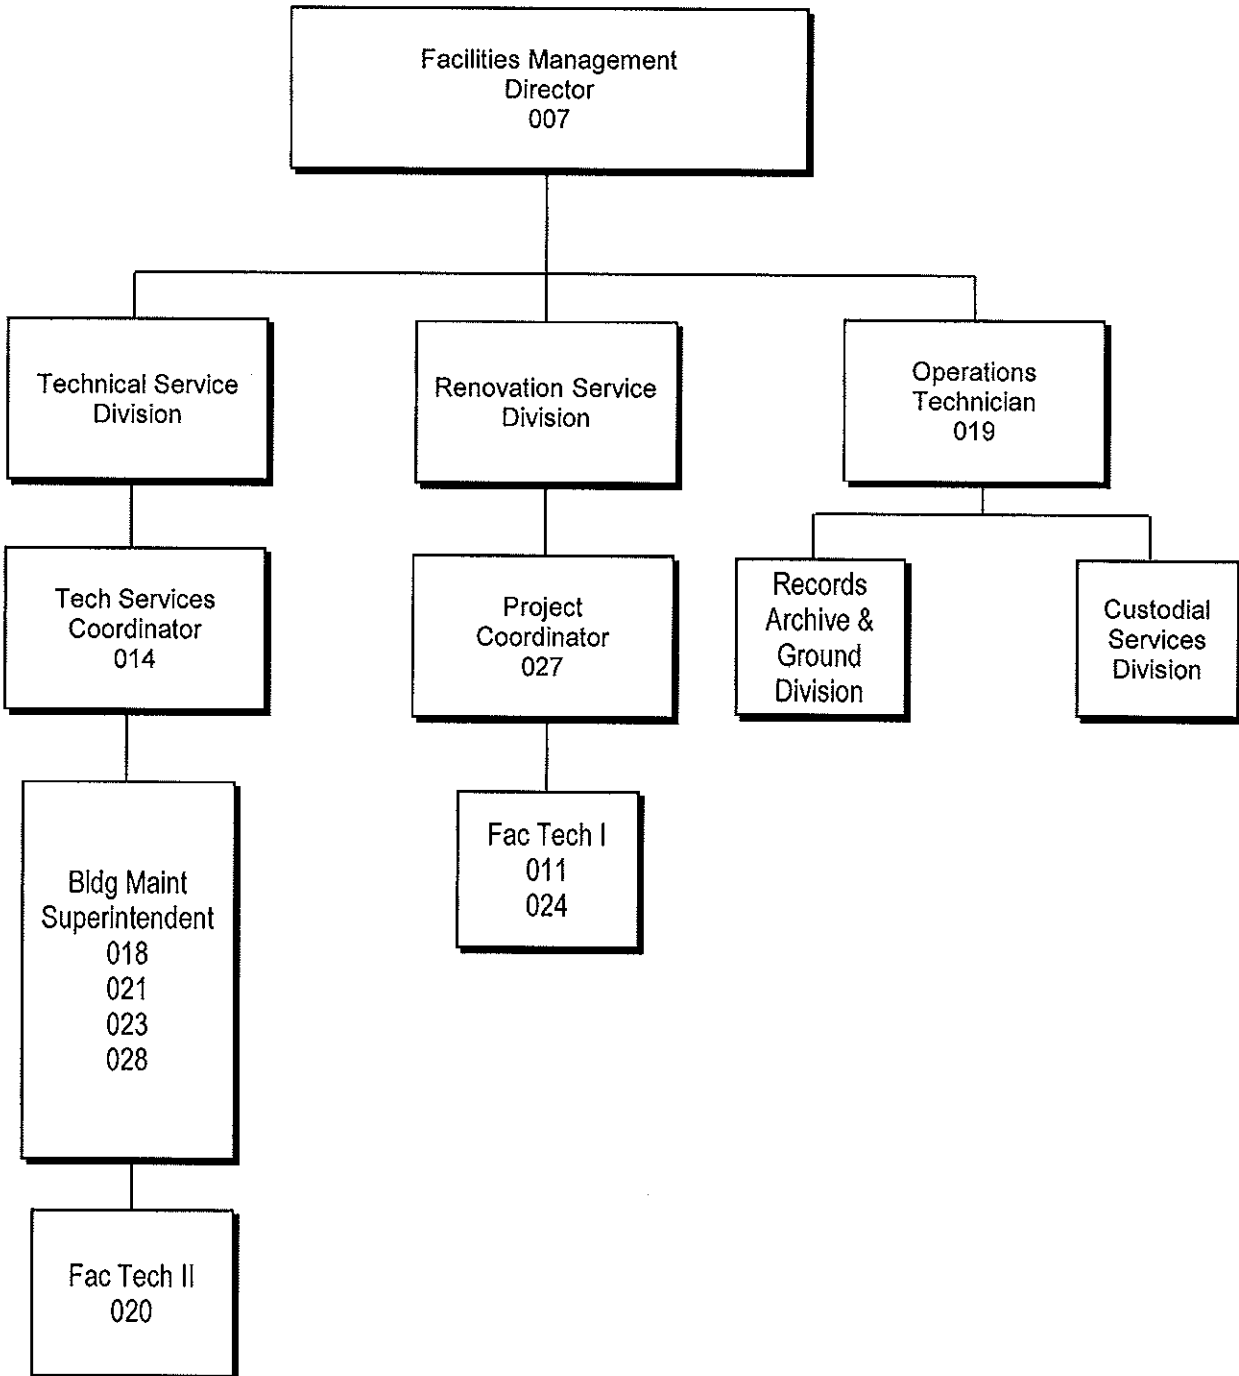 Facilities Management
Director
007
Technical Service
Division
Renovation Service
Division
Operations
Technician
019
Tech Services
Coordinator
014
Project
Coordinator
027
Records
Archive &
Ground
Division
Custodial
Services
Division
Bldg Maint
Superintendent
018
021
023
028
Fac Tech I
011
024
Fac Tech II
020